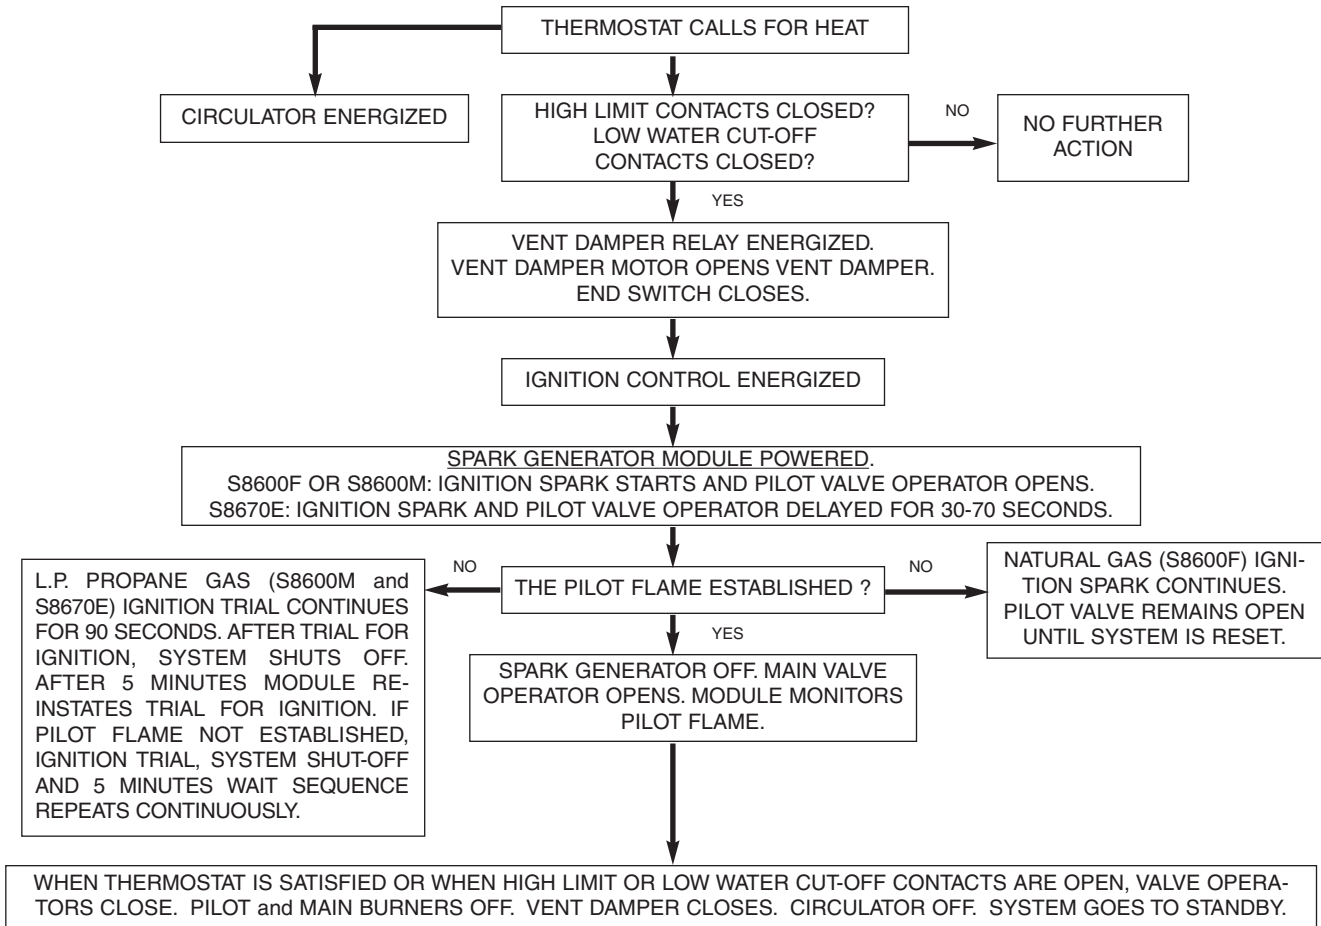 THERMOSTAT CALLS FOR HEAT
CIRCULATOR ENERGIZED
HIGH LIMIT CONTACTS CLOSED?
LOW WATER CUT-OFF
CONTACTS CLOSED?
NO
NO FURTHER
ACTION
YES
VENT DAMPER RELAY ENERGIZED.
VENT DAMPER MOTOR OPENS VENT DAMPER.
END SWITCH CLOSES.
IGNITION CONTROL ENERGIZED
SPARK GENERATOR MODULE POWERED.
S8600F OR S8600M: IGNITION SPARK STARTS AND PILOT VALVE OPERATOR OPENS.
S8670E: IGNITION SPARK AND PILOT VALVE OPERATOR DELAYED FOR 30-70 SECONDS.
THE PILOT FLAME ESTABLISHED ?
NO
L.P. PROPANE GAS (S8600M and
S8670E) IGNITION TRIAL CONTINUES
FOR 90 SECONDS. AFTER TRIAL FOR
IGNITION, SYSTEM SHUTS OFF.
AFTER 5 MINUTES MODULE RE-
INSTATES TRIAL FOR IGNITION. IF
PILOT FLAME NOT ESTABLISHED,
IGNITION TRIAL, SYSTEM SHUT-OFF
AND 5 MINUTES WAIT SEQUENCE
REPEATS CONTINUOUSLY.
NO
NATURAL GAS (S8600F) IGNI-
TION SPARK CONTINUES.
PILOT VALVE REMAINS OPEN
UNTIL SYSTEM IS RESET.
YES
SPARK GENERATOR OFF. MAIN VALVE
OPERATOR OPENS. MODULE MONITORS
PILOT FLAME.
WHEN THERMOSTAT IS SATISFIED OR WHEN HIGH LIMIT OR LOW WATER CUT-OFF CONTACTS ARE OPEN, VALVE OPERA-
TORS CLOSE. PILOT and MAIN BURNERS OFF. VENT DAMPER CLOSES. CIRCULATOR OFF. SYSTEM GOES TO STANDBY.